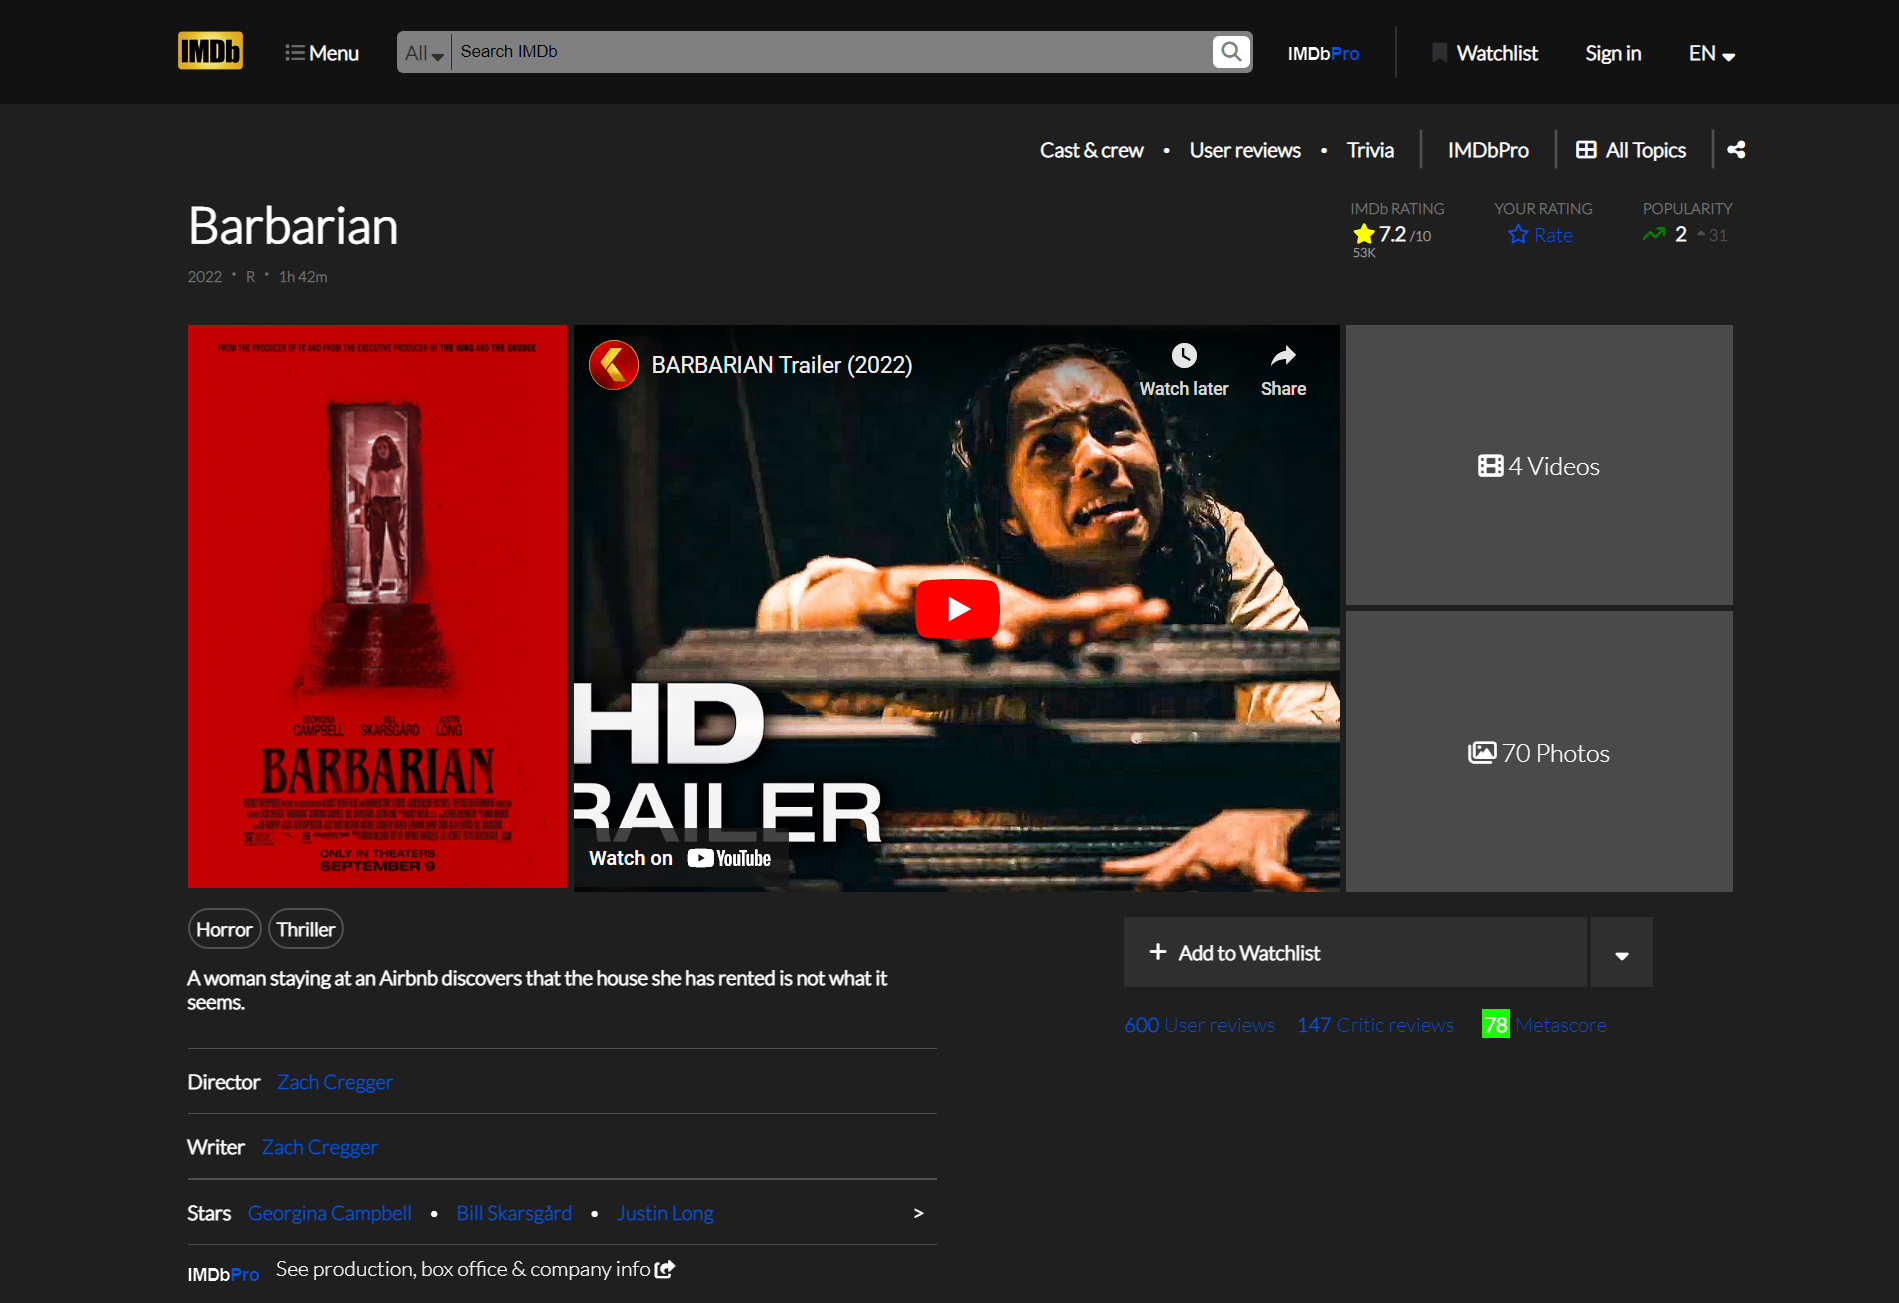 IMDb
Menu
All
Search IMDb
IMDbPro
Watchlist
Sign in
EN
Cast & crew • User reviews • Trivia
IMDbPro
All Topics
Barbarian
2022 • R • 1h 42m
IMDb RATING
7.2 /10
53K
YOUR RATING
Rate
POPULARITY
2 31
FROM THE PRODUCER OF IT AND FROM THE EXECUTIVE PRODUCER OF THE RING AND THE GRUDGE
GEORGINA CAMPBELL
BILL SKARSGÅRD
JUSTIN LONG
BARBARIAN
ONLY IN THEATERS
SEPTEMBER 9
BARBARIAN Trailer (2022)
Watch later
Share
HD
RAILER
Watch on YouTube
4 Videos
70 Photos
Horror
Thriller
A woman staying at an Airbnb discovers that the house she has rented is not what it
seems.
Director Zach Cregger
Writer Zach Cregger
Stars Georgina Campbell • Bill Skarsgård • Justin Long >
IMDbPro See production, box office & company info
+ Add to Watchlist
600 User reviews 147 Critic reviews 78 Metascore